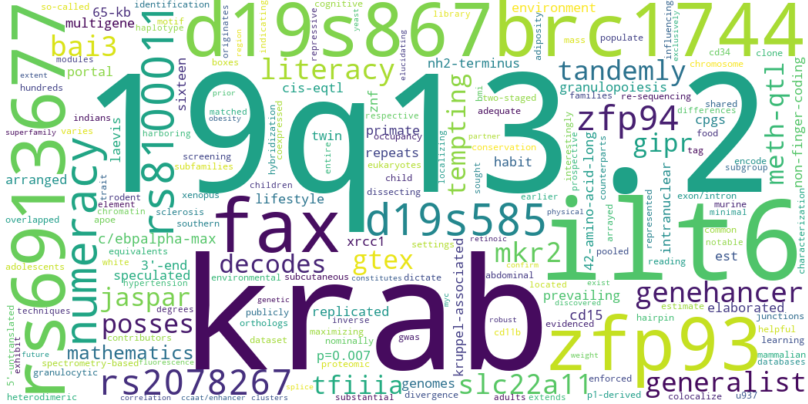 so-called
identification
motif
haplotype
cognitive
library
environment
influencing
exclusively
cd34
clone
chromosome
populate
d19s867brc1744
65-kb
multigene
bai3
originates
region
indicating
repressive
elucidating
yeast
adiposity
mass
portal
modules
indians
superfamily
varies
rs6913677
19q13.2
rs8100011
sixteen
boxes
literacy
nh2-terminus
granulopoiesis
cis-eqtl
znf
respective
two-staged
adequate
tandemly
zfp94
families'
re-sequencing
differences
cpgs
food
tag
shared
occupancy
gipr
meth-qtl
non-finger-coding
hundreds
extent
arranged
laevis
harboring
hybridization
coexpressed
twin
entire
matched
prior
primate
repeats
bmi
localizing
conservation
tempting
partner
habit
interestingly
prospective
counterparts
42-amino-acid-long
intranuclear
encode
subgroup
exon/intron
murine
minimal
common
notable
characterization
numeracy
rodent
element
chromatin
apoe
trait
xenopus
subfamilies
screening
obesity
children
dissecting
eukaryotes
child
earlier
sought
d19s585
iit6
physical
arrayed
represented
pooled
reading
est
overlapped
sclerosis
southern
lifestyle
fax
xrcc1
mkr2
settings
exist
c/ebpalpha-max
equivalents
white
hypertension
adolescents
3'-end
speculated
decodes
environmental
subcutaneous
gtex
abdominal
kruppel-associated
prevailing
discovered
located
confirm
constitutes
dictate
genehancer
cd15
elaborated
evidenced
estimate
hairpin
junctions
helpful
learning
jaspar
posses
techniques
exhibit
degrees
contributors
genetic
publicly
orthologs
replicated
inverse
nominally
p=0.007
krab
maximizing
robust
gwas
cd11b
retinoic
myc
zfp93
weight
mammalian
databases
mathematics
5'-untranslated
future
spectrometry-based
fluorescence
granulocytic
heterodimeric
rs2078267
correlation
ccaat/enhancer
clusters
splice
dataset
proteomic
tfiiia
substantial
genomes
divergence
adults
extends
slc22a11
enforced
p1-derived
colocalize
u937
generalist